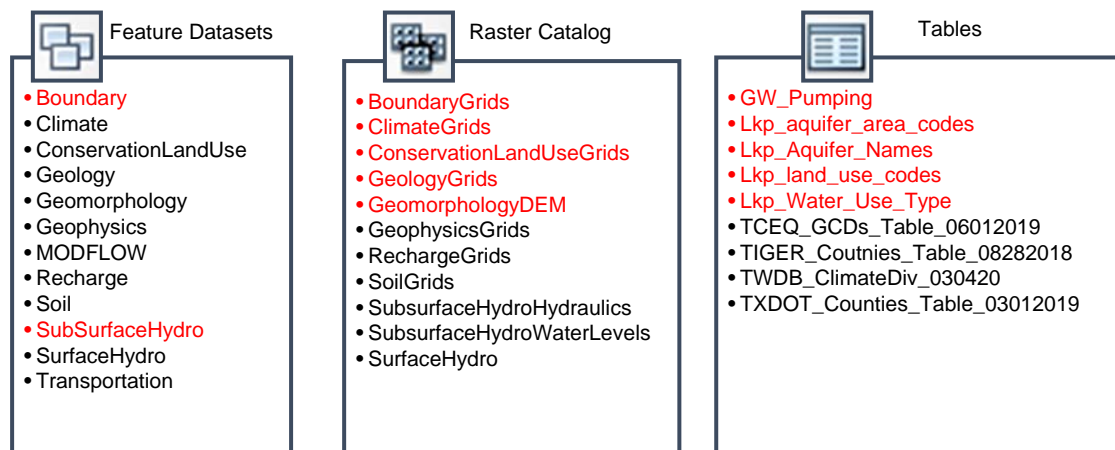 Feature Datasets
• Boundary
• Climate
• ConservationLandUse
• Geology
• Geomorphology
• Geophysics
• MODFLOW
• Recharge
• Soil
• SubSurfaceHydro
• SurfaceHydro
• Transportation
Raster Catalog
• BoundaryGrids
• ClimateGrids
• ConservationLandUseGrids
• GeologyGrids
• GeomorphologyDEM
• GeophysicsGrids
• RechargeGrids
• SoilGrids
• SubsurfaceHydroHydraulics
• SubsurfaceHydroWaterLevels
• SurfaceHydro
Tables
• GW_Pumping
• Lkp_aquifer_area_codes
• Lkp_Aquifer_Names
• Lkp_land_use_codes
• Lkp_Water_Use_Type
• TCEQ_GCDs_Table_06012019
• TIGER_Coutnies_Table_08282018
• TWDB_ClimateDiv_030420
• TXDOT_Counties_Table_03012019